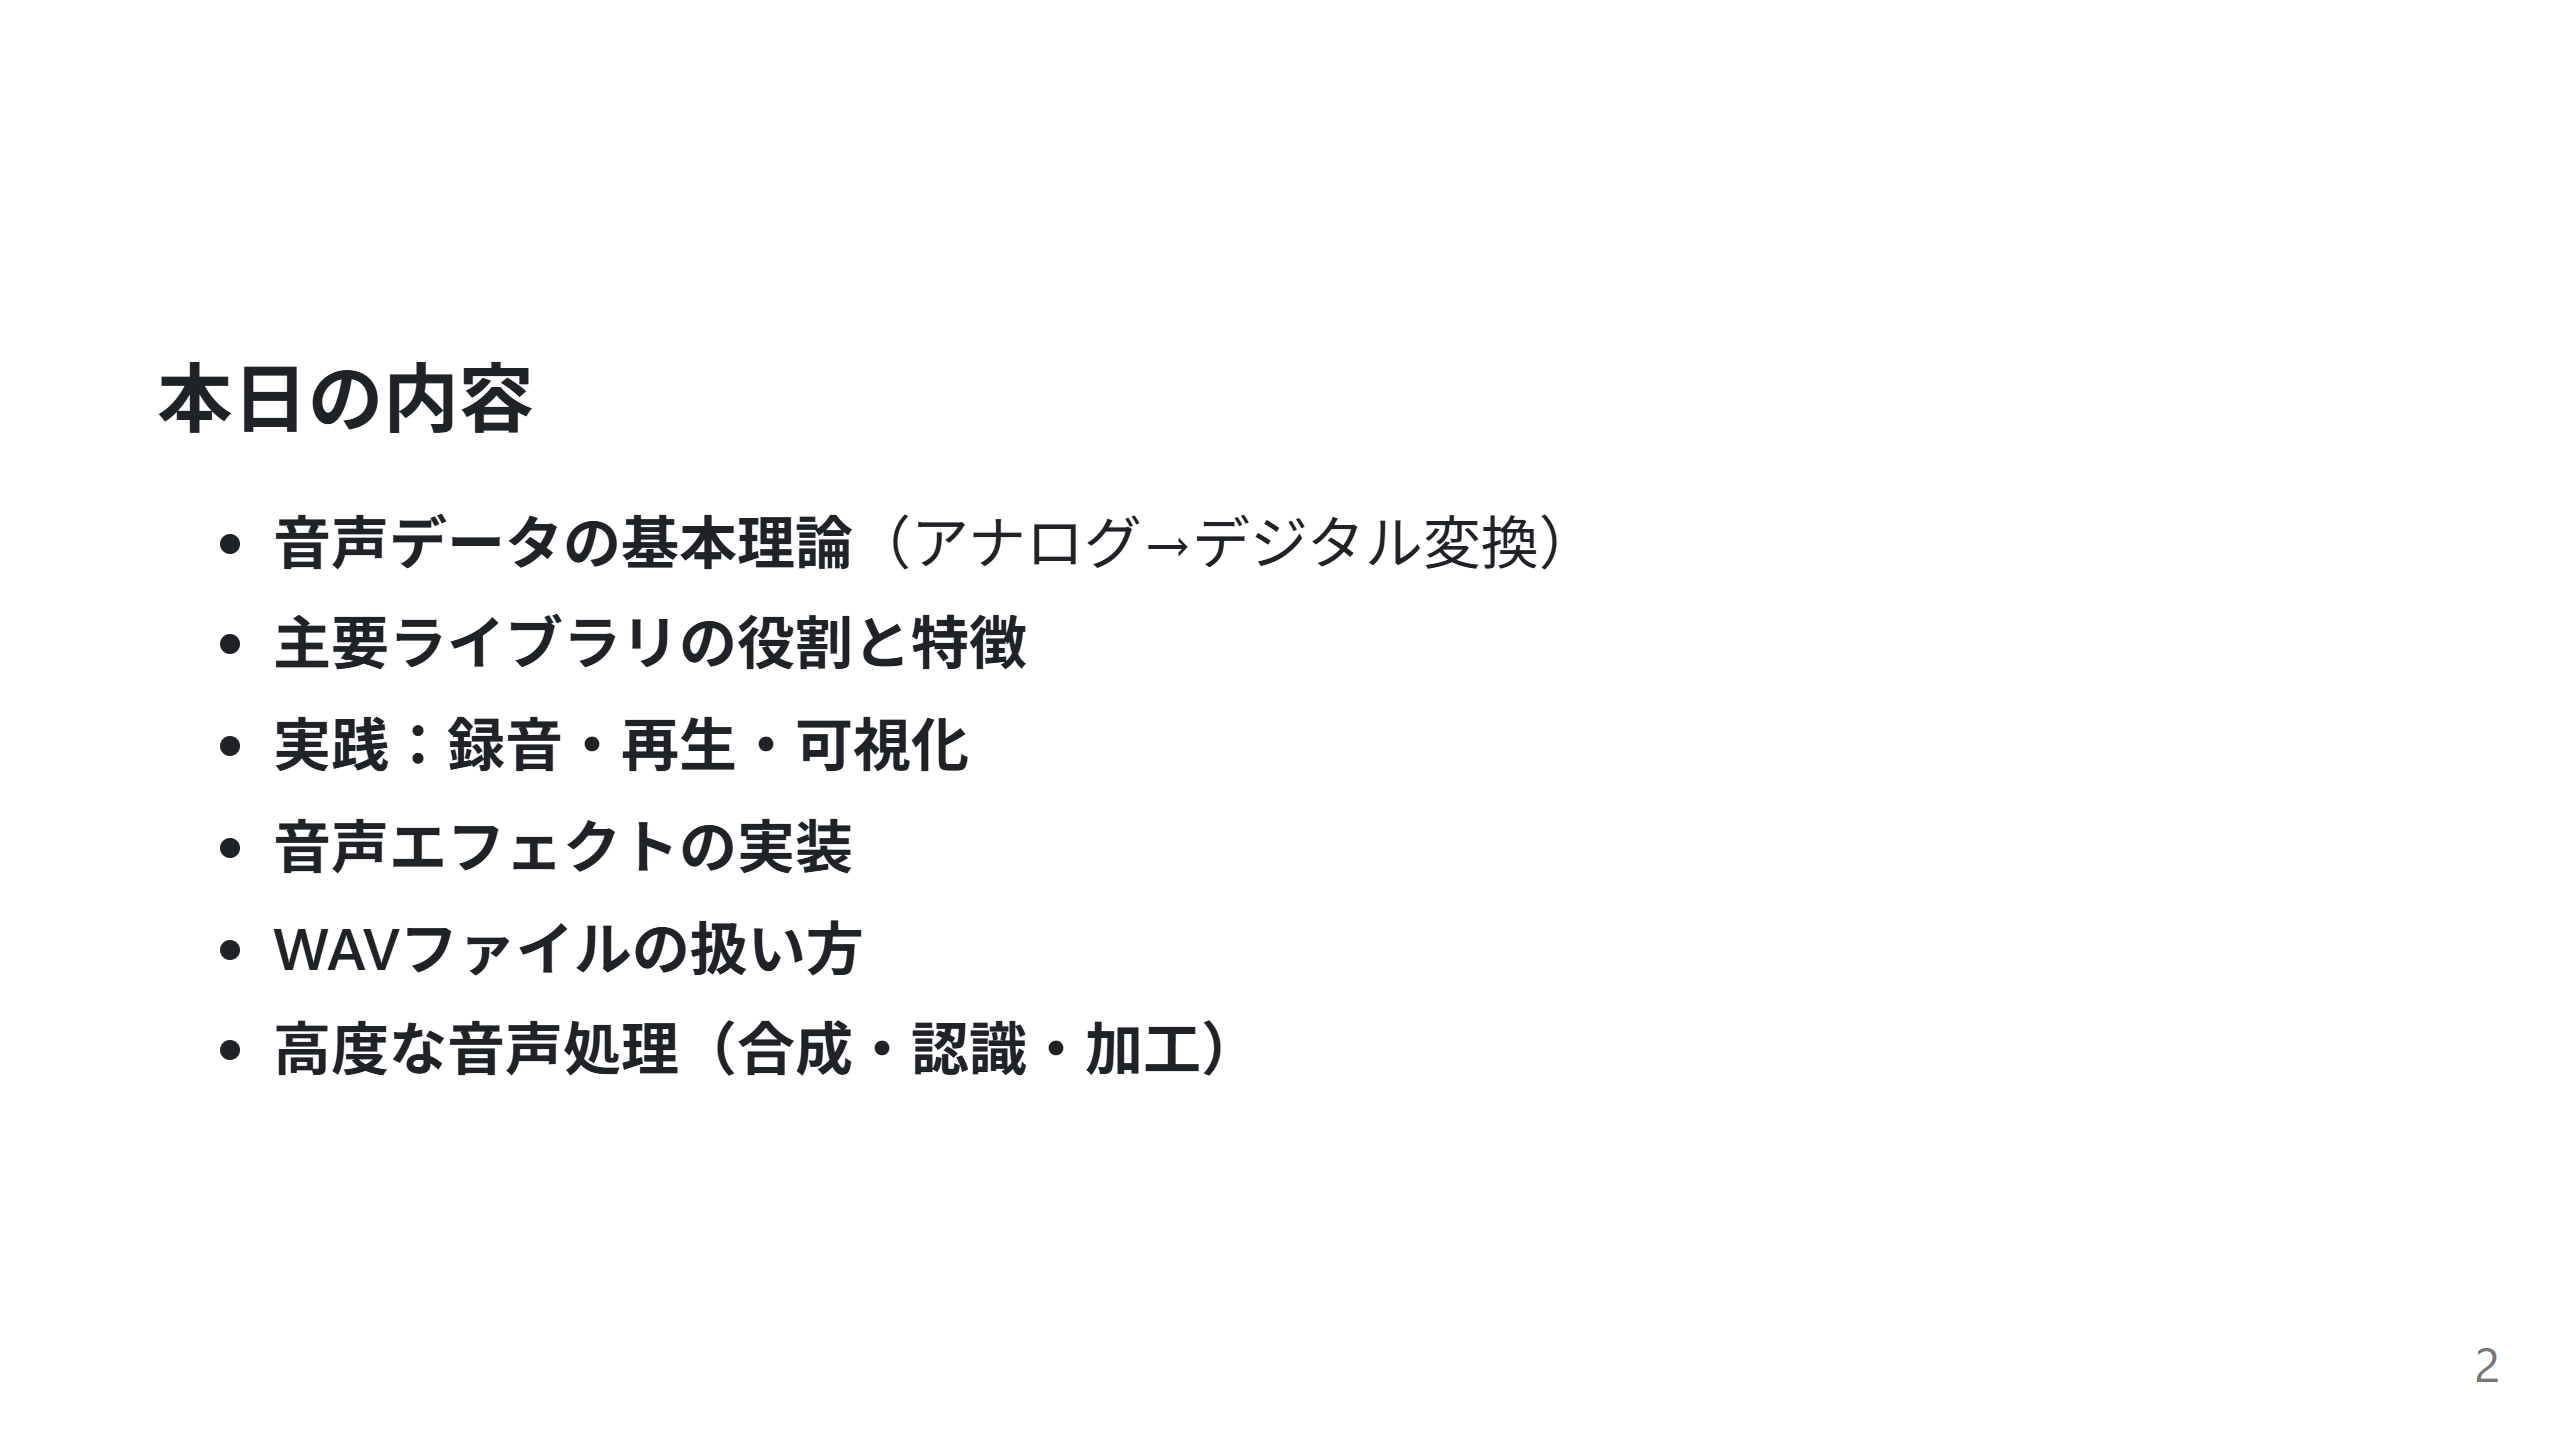 本日の内容
• 音声データの基本理論（アナログ→デジタル変換）
• 主要ライブラリの役割と特徴
• 実践：録音・再生・可視化
• 音声エフェクトの実装
• WAVファイルの扱い方
• 高度な音声処理（合成・認識・加工）
2